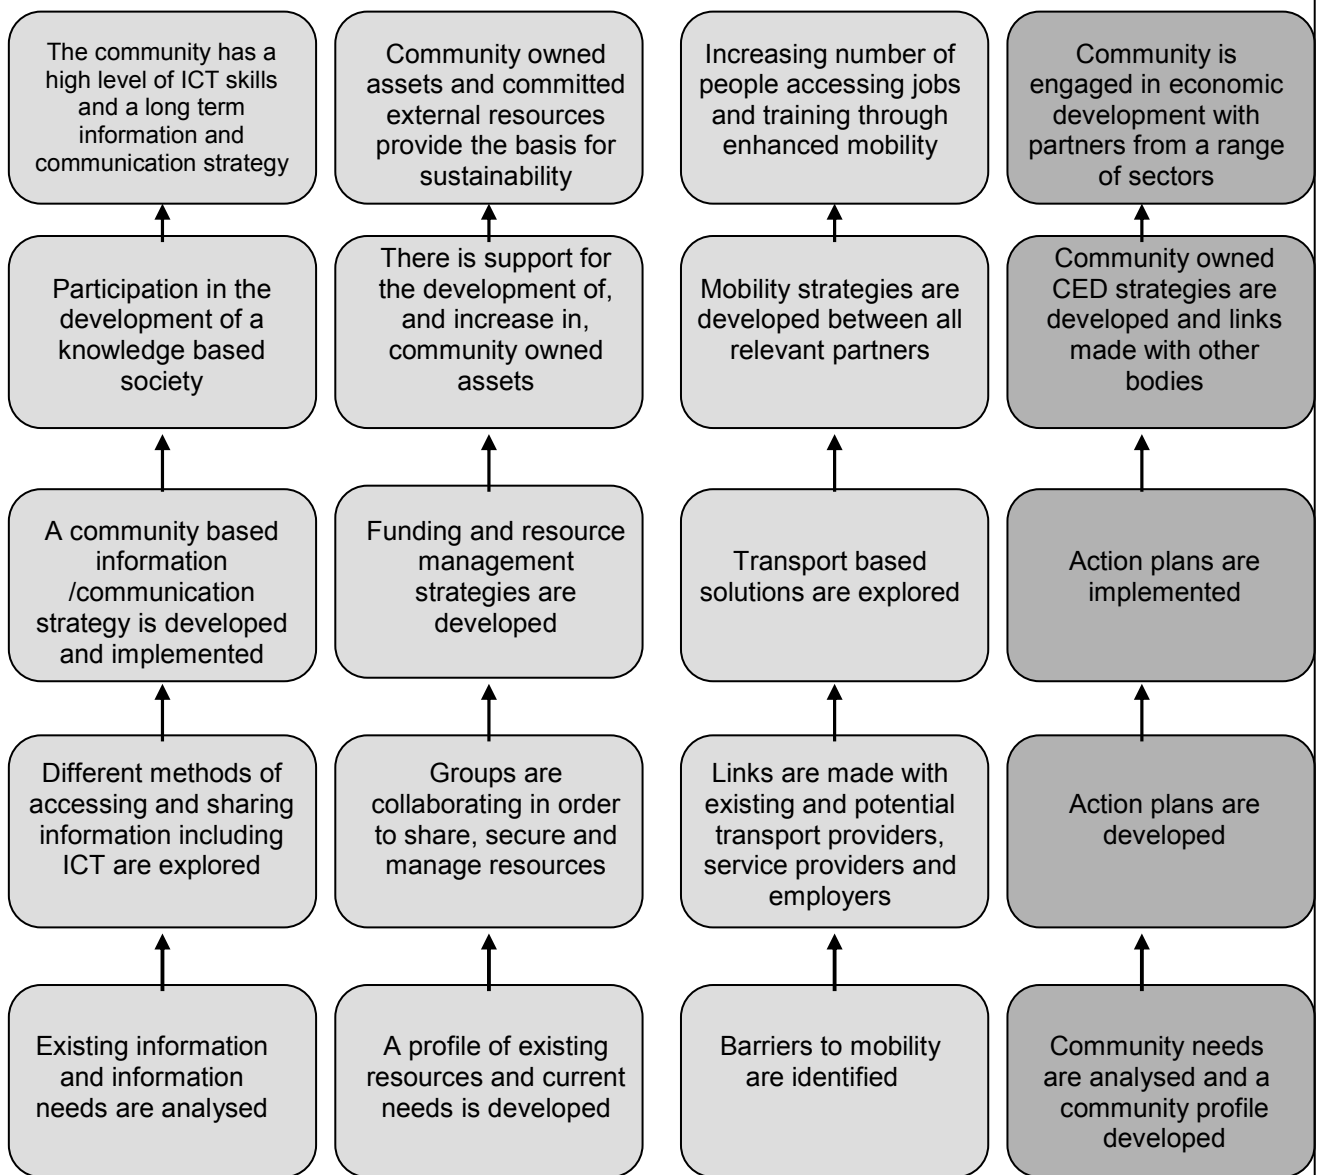 The community has a
high level of ICT skills
and a long term
information and
communication strategy
Community owned
assets and committed
external resources
provide the basis for
sustainability
Increasing number of
people accessing jobs
and training through
enhanced mobility
Community is
engaged in economic
development with
partners from a range
of sectors
Participation in the
development of a
knowledge based
society
There is support for
the development of,
and increase in,
community owned
assets
Mobility strategies are
developed between all
relevant partners
Community owned
CED strategies are
developed and links
made with other
bodies
A community based
information
/communication
strategy is developed
and implemented
Funding and resource
management
strategies are
developed
Transport based
solutions are explored
Action plans are
implemented
Different methods of
accessing and sharing
information including
ICT are explored
Groups are
collaborating in order
to share, secure and
manage resources
Links are made with
existing and potential
transport providers,
service providers and
employers
Action plans are
developed
Existing information
and information
needs are analysed
A profile of existing
resources and current
needs is developed
Barriers to mobility
are identified
Community needs
are analysed and a
community profile
developed